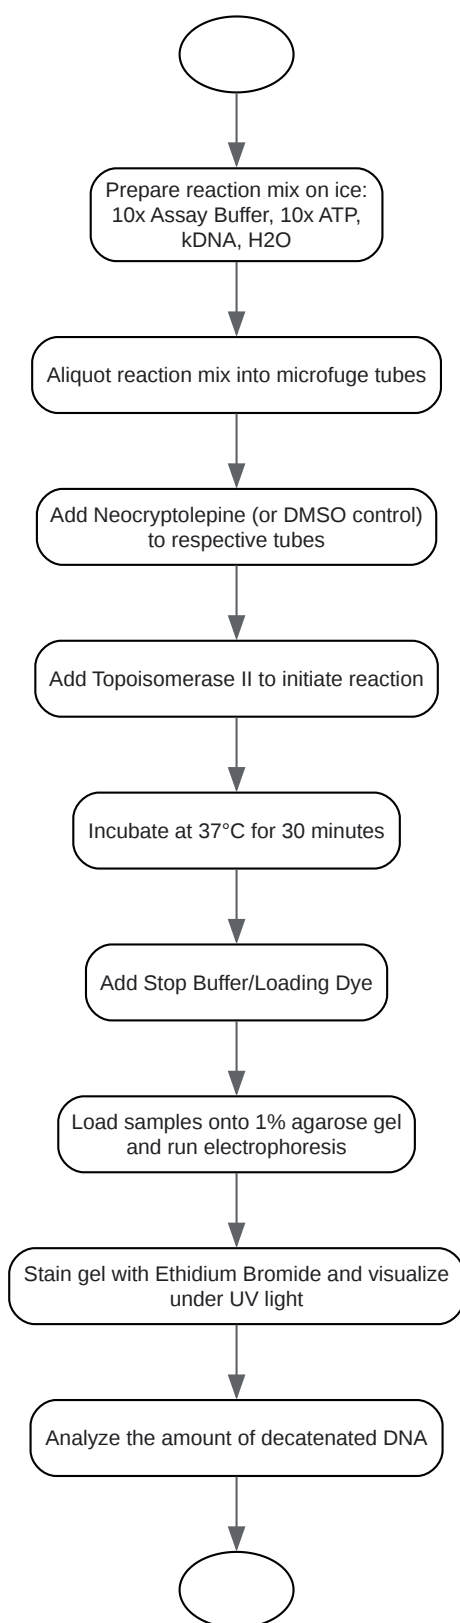 Prepare reaction mix on ice:
10x Assay Buffer, 10x ATP,
kDNA, H2O
Aliquot reaction mix into microfuge tubes
Add Neocryptolepine (or DMSO control)
to respective tubes
Add Topoisomerase II to initiate reaction
Incubate at 37°C for 30 minutes
Add Stop Buffer/Loading Dye
Load samples onto 1% agarose gel
and run electrophoresis
Stain gel with Ethidium Bromide and visualize
under UV light
Analyze the amount of decatenated DNA